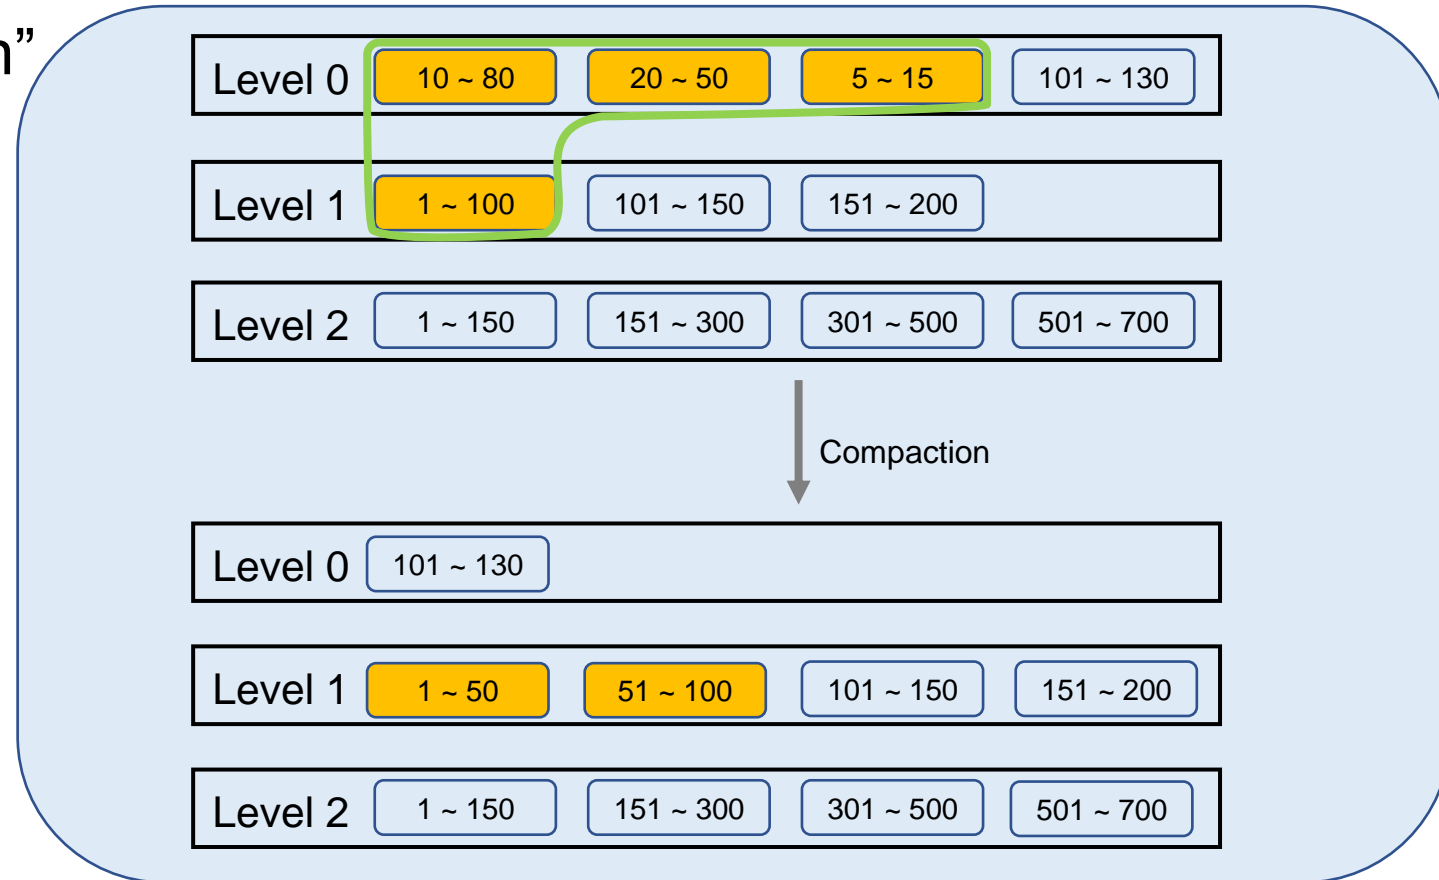 n”
Level 0 10 ~ 80 20 ~ 50 5 ~ 15 101 ~ 130
Level 1 1 ~ 100 101 ~ 150 151 ~ 200
Level 2 1 ~ 150 151 ~ 300 301 ~ 500 501 ~ 700
Compaction
Level 0 101 ~ 130
Level 1 1 ~ 50 51 ~ 100 101 ~ 150 151 ~ 200
Level 2 1 ~ 150 151 ~ 300 301 ~ 500 501 ~ 700